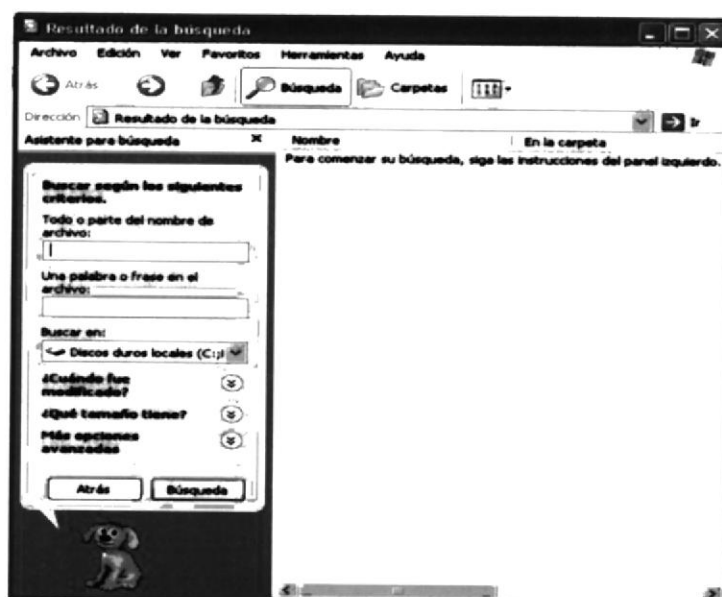 Resultado de la búsqueda
Archivo Edición Ver Favoritos Herramientas Ayuda
Atrás Búsqueda Carpetas
Dirección Resultado de la búsqueda Ir
Asistente para búsqueda
Nombre En la carpeta
Para comenzar su búsqueda, siga las instrucciones del panel izquierdo.
Buscar según los siguientes
criterios.
Todo o parte del nombre de
archivo:
Una palabra o frase en el
archivo:
Buscar en:
Discos duros locales (C:;
¿Cuándo fue
modificado?
¿Qué tamaño tiene?
Más opciones
avanzadas
Atrás Búsqueda